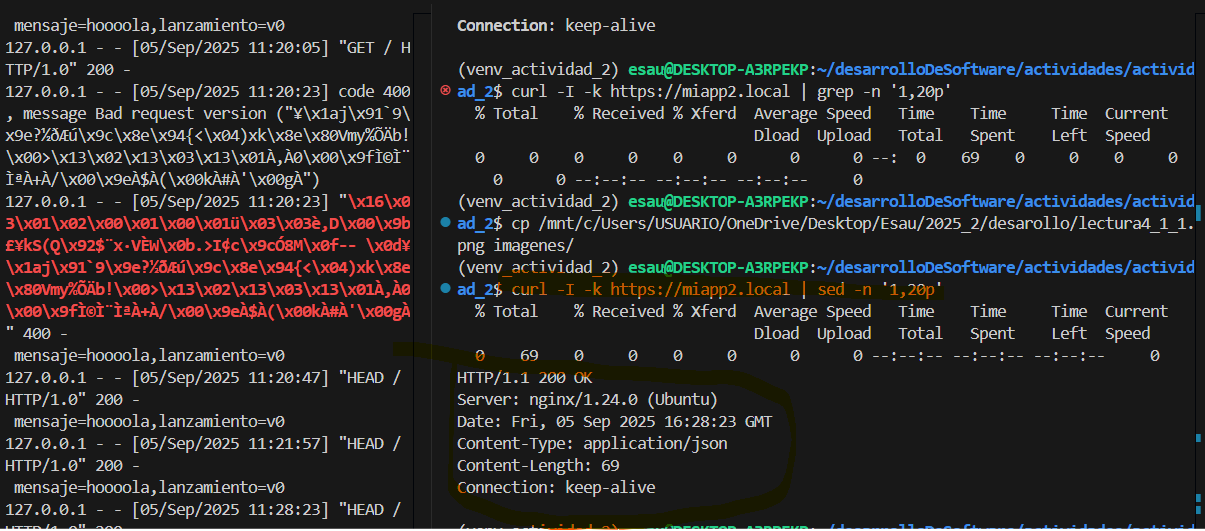 mensaje=hoooola,lanzamiento=v0
127.0.0.1 - - [05/Sep/2025 11:20:05] "GET / H
TTP/1.0" 200 -
127.0.0.1 - - [05/Sep/2025 11:20:23] code 400
, message Bad request version ("¥\x1aj\x91`9\
x9e?¼ðÆú\x9c\x8e\x94{<\x04)xk\x8e\x80Vmy%ÕÄb!
\x00>\x13\x02\x13\x03\x13\x01À,À0\x00\x9fÌ©Ì¨
ÌªÀ+À/\x00\x9eÀ$À(\x00kÀ#À'\x00gÀ")
127.0.0.1 - - [05/Sep/2025 11:20:23] "\x16\x0
3\x01\x02\x00\x01\x00\x01ü\x03\x03è,D\x00\x9b
£¥kS(Q\x92$¨x·VÈW\x0b.>I¢c\x9cÓ8M\x0f-- \x0d¥
\x1aj\x91`9\x9e?¼ðÆú\x9c\x8e\x94{<\x04)xk\x8e
\x80Vmy%ÕÄb!\x00>\x13\x02\x13\x03\x13\x01À,À0
\x00\x9fÌ©Ì¨ÌªÀ+À/\x00\x9eÀ$À(\x00kÀ#À'\x00gÀ
" 400 -
mensaje=hoooola,lanzamiento=v0
127.0.0.1 - - [05/Sep/2025 11:20:47] "HEAD /
HTTP/1.0" 200 -
mensaje=hoooola,lanzamiento=v0
127.0.0.1 - - [05/Sep/2025 11:21:57] "HEAD /
HTTP/1.0" 200 -
mensaje=hoooola,lanzamiento=v0
127.0.0.1 - - [05/Sep/2025 11:28:23] "HEAD /
HTTP/1.0" 200 -
Connection: keep-alive
(venv_actividad_2) esau@DESKTOP-A3RPEKP:~/desarrolloDeSoftware/actividades/activid
ad_2$ curl -I -k https://miapp2.local | grep -n '1,20p'
% Total % Received % Xferd Average Speed Time Time Time Current
Dload Upload Total Spent Left Speed
0 0 0 0 0 0 0 0 --: 0 69 0 0 0 0
0 0 --:--:-- --:--:-- --:--:-- 0
(venv_actividad_2) esau@DESKTOP-A3RPEKP:~/desarrolloDeSoftware/actividades/activid
ad_2$ cp /mnt/c/Users/USUARIO/OneDrive/Desktop/Esau/2025_2/desarollo/lectura4_1_1.
png imagenes/
(venv_actividad_2) esau@DESKTOP-A3RPEKP:~/desarrolloDeSoftware/actividades/activid
ad_2$ curl -I -k https://miapp2.local | sed -n '1,20p'
% Total % Received % Xferd Average Speed Time Time Time Current
Dload Upload Total Spent Left Speed
0 69 0 0 0 0 0 0 --:--:-- --:--:-- --:--:-- 0
HTTP/1.1 200 OK
Server: nginx/1.24.0 (Ubuntu)
Date: Fri, 05 Sep 2025 16:28:23 GMT
Content-Type: application/json
Content-Length: 69
Connection: keep-alive